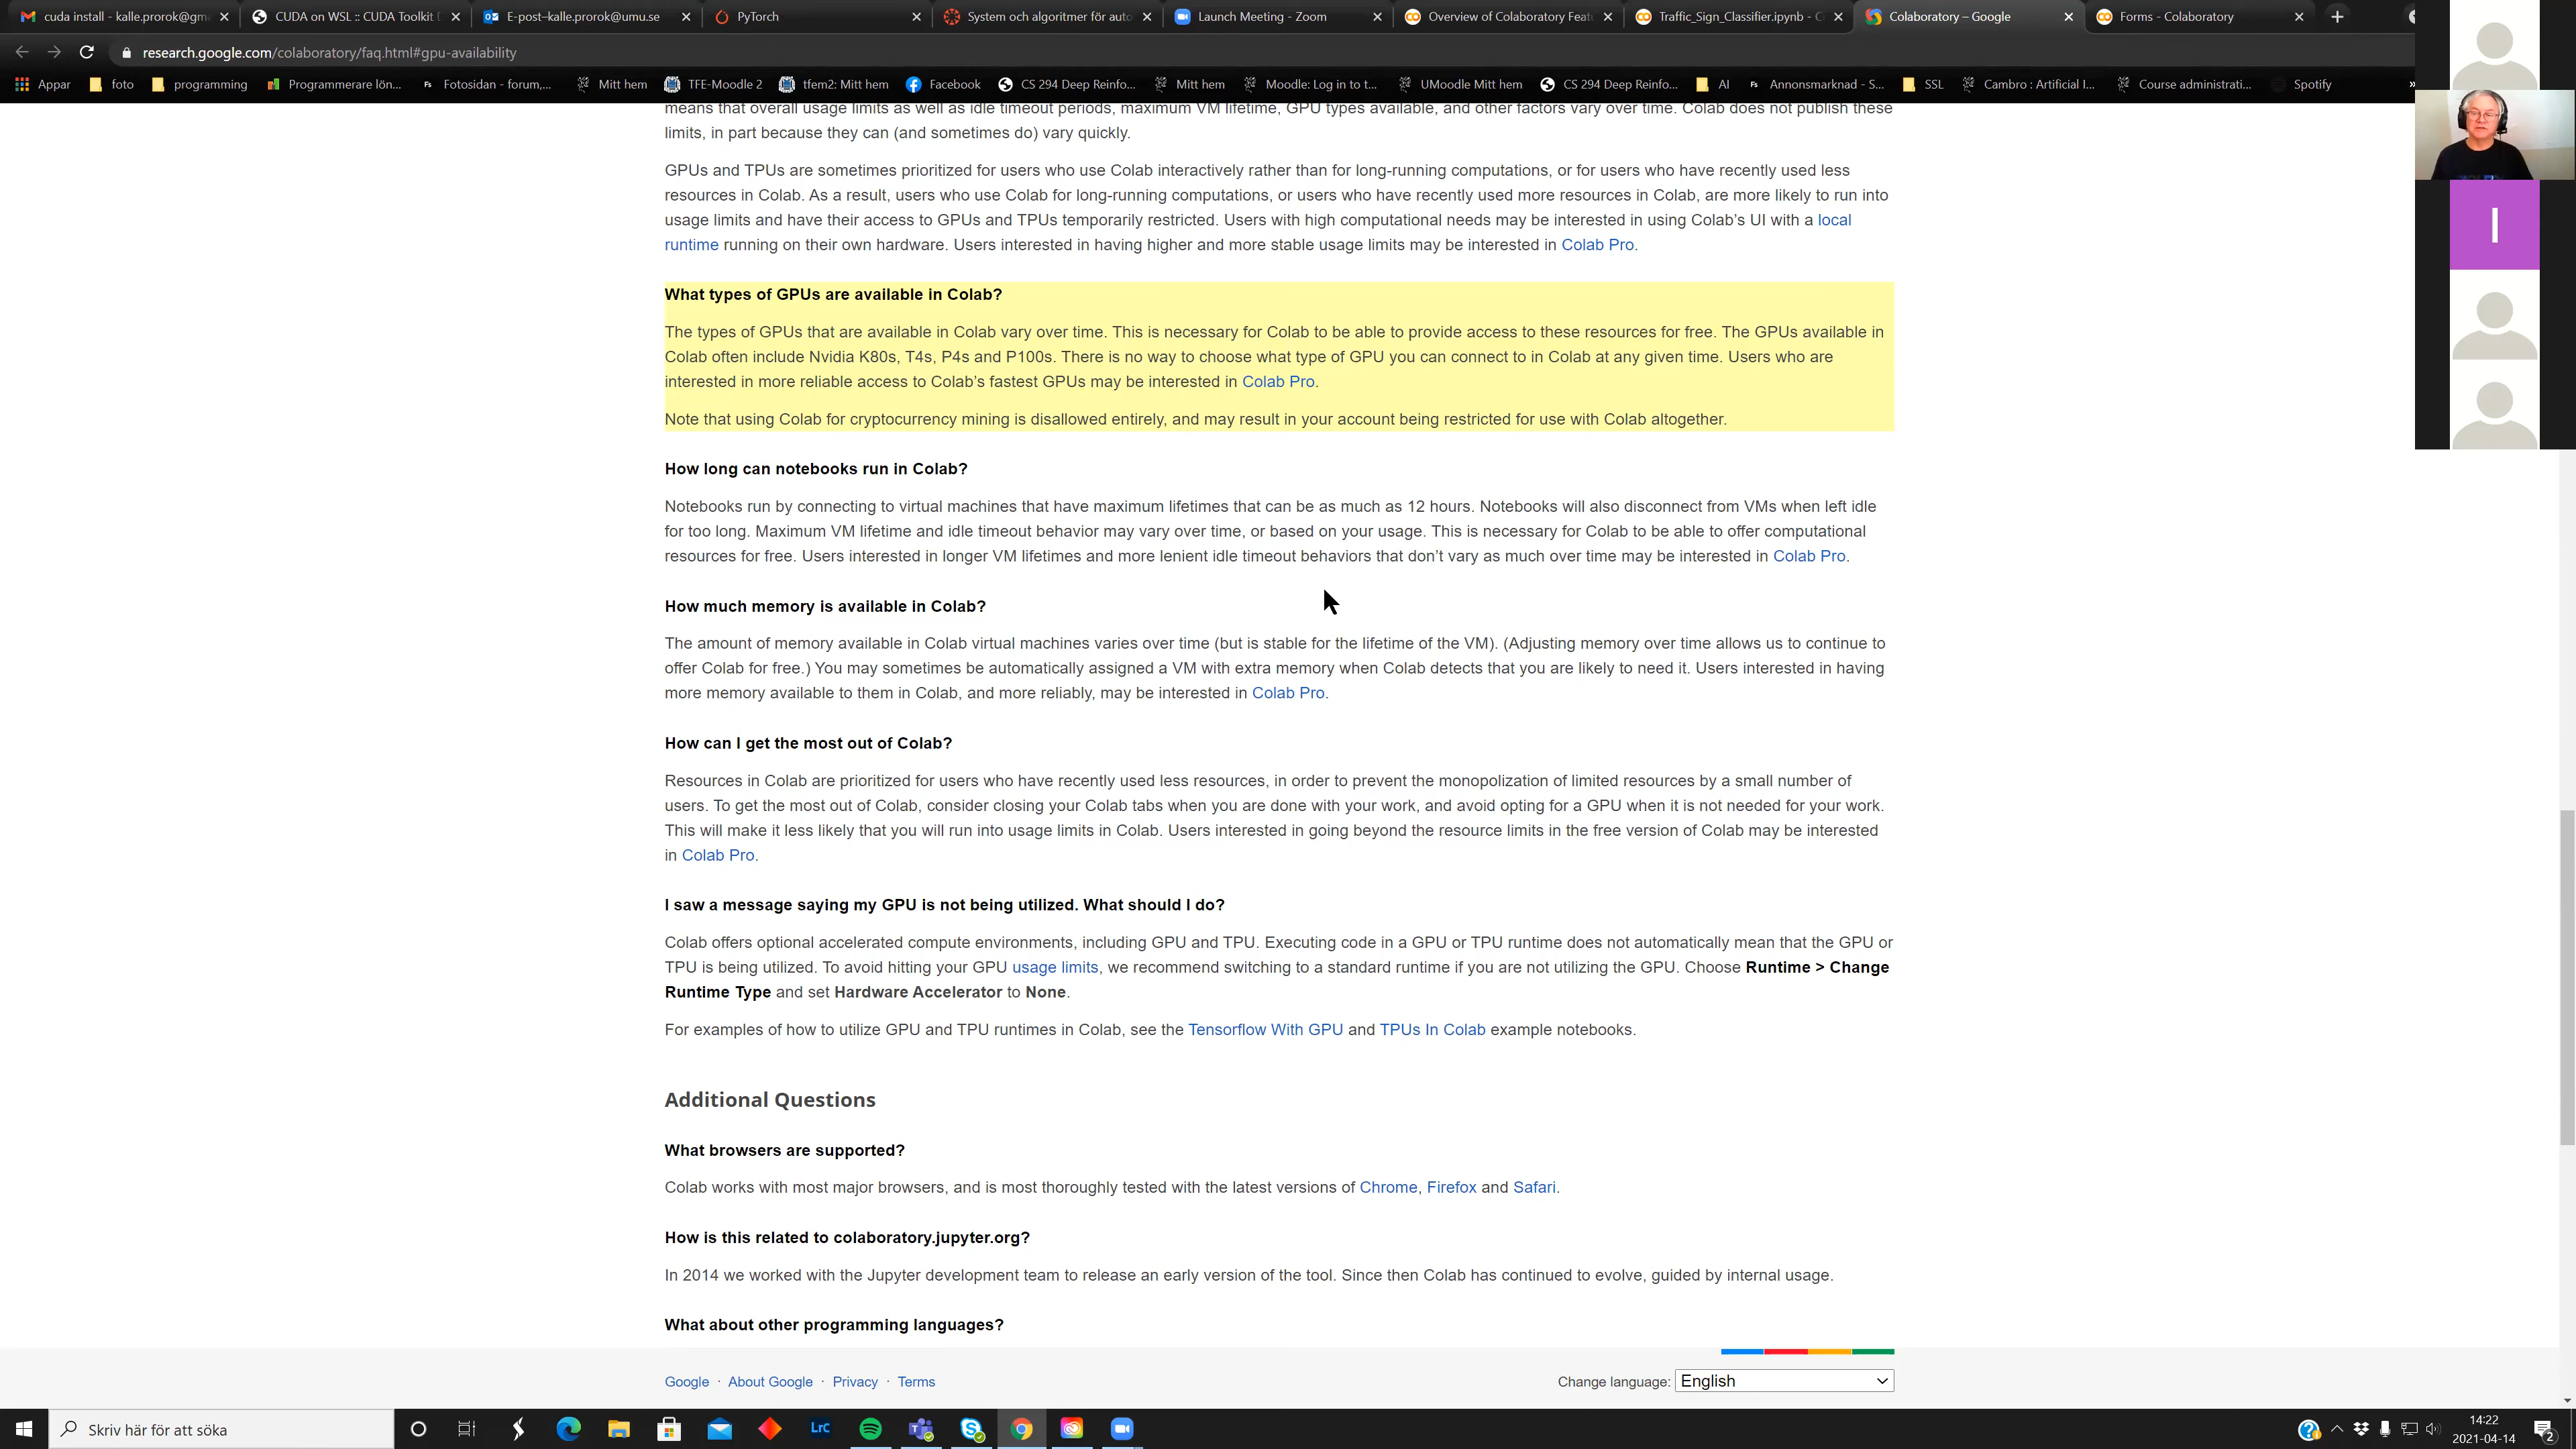 cuda install - kalle.prorok@gm
CUDA on WSL :: CUDA Toolkit
E-post–kalle.prorok@umu.se
PyTorch
System och algoritmer för auto
Launch Meeting - Zoom
Overview of Colaboratory Feat
Traffic_Sign_Classifier.ipynb - C
Colaboratory – Google
Forms - Colaboratory
research.google.com/colaboratory/faq.html#gpu-availability
Appar
foto
programming
Programmerare lön...
Fotosidan - forum,...
Mitt hem
TFE-Moodle 2
tfem2: Mitt hem
Facebook
CS 294 Deep Reinfo...
Mitt hem
Moodle: Log in to t...
UMoodle Mitt hem
CS 294 Deep Reinfo...
AI
Annonsmarknad - S...
SSL
Cambro : Artificial I...
Course administrati...
Spotify
means that overall usage limits as well as idle timeout periods, maximum VM lifetime, GPU types available, and other factors vary over time. Colab does not publish these
limits, in part because they can (and sometimes do) vary quickly.
GPUs and TPUs are sometimes prioritized for users who use Colab interactively rather than for long-running computations, or for users who have recently used less
resources in Colab. As a result, users who use Colab for long-running computations, or users who have recently used more resources in Colab, are more likely to run into
usage limits and have their access to GPUs and TPUs temporarily restricted. Users with high computational needs may be interested in using Colab's UI with a local
runtime running on their own hardware. Users interested in having higher and more stable usage limits may be interested in Colab Pro.
What types of GPUs are available in Colab?
The types of GPUs that are available in Colab vary over time. This is necessary for Colab to be able to provide access to these resources for free. The GPUs available in
Colab often include Nvidia K80s, T4s, P4s and P100s. There is no way to choose what type of GPU you can connect to in Colab at any given time. Users who are
interested in more reliable access to Colab's fastest GPUs may be interested in Colab Pro.
Note that using Colab for cryptocurrency mining is disallowed entirely, and may result in your account being restricted for use with Colab altogether.
How long can notebooks run in Colab?
Notebooks run by connecting to virtual machines that have maximum lifetimes that can be as much as 12 hours. Notebooks will also disconnect from VMs when left idle
for too long. Maximum VM lifetime and idle timeout behavior may vary over time, or based on your usage. This is necessary for Colab to be able to offer computational
resources for free. Users interested in longer VM lifetimes and more lenient idle timeout behaviors that don't vary as much over time may be interested in Colab Pro.
How much memory is available in Colab?
The amount of memory available in Colab virtual machines varies over time (but is stable for the lifetime of the VM). (Adjusting memory over time allows us to continue to
offer Colab for free.) You may sometimes be automatically assigned a VM with extra memory when Colab detects that you are likely to need it. Users interested in having
more memory available to them in Colab, and more reliably, may be interested in Colab Pro.
How can I get the most out of Colab?
Resources in Colab are prioritized for users who have recently used less resources, in order to prevent the monopolization of limited resources by a small number of
users. To get the most out of Colab, consider closing your Colab tabs when you are done with your work, and avoid opting for a GPU when it is not needed for your work.
This will make it less likely that you will run into usage limits in Colab. Users interested in going beyond the resource limits in the free version of Colab may be interested
in Colab Pro.
I saw a message saying my GPU is not being utilized. What should I do?
Colab offers optional accelerated compute environments, including GPU and TPU. Executing code in a GPU or TPU runtime does not automatically mean that the GPU or
TPU is being utilized. To avoid hitting your GPU usage limits, we recommend switching to a standard runtime if you are not utilizing the GPU. Choose Runtime > Change
Runtime Type and set Hardware Accelerator to None.
For examples of how to utilize GPU and TPU runtimes in Colab, see the Tensorflow With GPU and TPUs In Colab example notebooks.
Additional Questions
What browsers are supported?
Colab works with most major browsers, and is most thoroughly tested with the latest versions of Chrome, Firefox and Safari.
How is this related to colaboratory.jupyter.org?
In 2014 we worked with the Jupyter development team to release an early version of the tool. Since then Colab has continued to evolve, guided by internal usage.
What about other programming languages?
Google · About Google · Privacy · Terms
Change language: English
I
Skriv här för att söka
LrC
14:22
2021-04-14
2